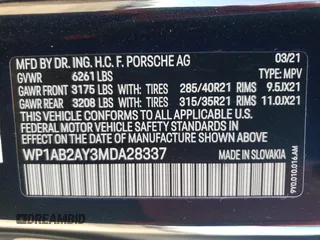 MFD BY DR. ING. H.C. F. PORSCHE AG 03/21
GVWR 6261 LBS TYPE: MPV
GAWR FRONT 3175 LBS TIRES 285/40R21 RIMS 9.5JX21
GAWR REAR 3208 LBS TIRES 315/35R21 RIMS 11.0JX21
THIS VEHICLE CONFORMS TO ALL APPLICABLE
FEDERAL MOTOR VEHICLE SAFETY STANDARDS IN
EFFECT ON THE DATE OF MANUFACTURE SHOWN ABOVE
WP1AB2AY3MDA28337 MADE IN SLOVAKIA
9Y0.010.016.AM
DREAMBID